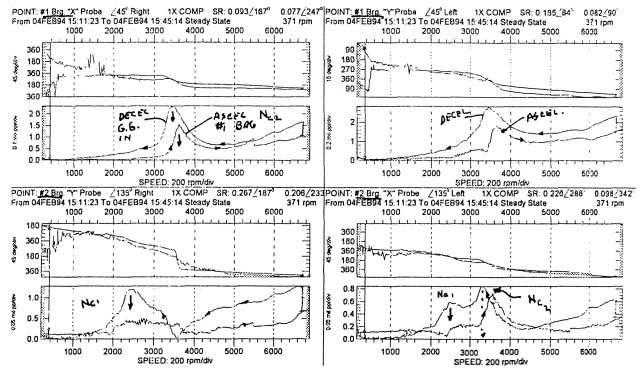 POINT: #1 Brg. "X" Probe ∠45° Right 1X COMP SR: 0.093/167° 0.077/247°
From 04FEB94 15:11:23 To 04FEB94 15:45:14 Steady State 371 rpm
1000 2000 3000 4000 5000 6000
45 deg/div
360
90
180
270
360
0.1 mil pp/div
2.0
1.5
1.0
0.5
0.0
DECEL
G.B.
IN
ACCEL
#1 BRG
NC2
1000 2000 3000 4000 5000 6000
SPEED: 200 rpm/div
POINT: #1 Brg. "Y" Probe ∠45° Left 1X COMP SR: 0.185/84° 0.082/90°
From 04FEB94 15:11:23 To 04FEB94 15:45:14 Steady State 371 rpm
1000 2000 3000 4000 5000 6000
90
180
270
360
90
0.2 mil pp/div
2
1
0
DECEL
ACCEL.
1000 2000 3000 4000 5000 6000
SPEED: 200 rpm/div
POINT: #2 Brg. "Y" Probe ∠135° Right 1X COMP SR: 0.267/187° 0.206/233
From 04FEB94 15:11:23 To 04FEB94 15:45:14 Steady State 371 rpm
1000 2000 3000 4000 5000 6000
45 deg/div
180
360
180
360
0.05 mil pp/div
1.0
0.5
0.0
NC1
1000 2000 3000 4000 5000 6000
SPEED: 200 rpm/div
POINT: #2 Brg. "X" Probe ∠135° Left 1X COMP SR: 0.226/288° 0.098/342°
From 04FEB94 15:11:23 To 04FEB94 15:45:14 Steady State 371 rpm
1000 2000 3000 4000 5000 6000
45 deg/div
360
180
360
0.05 mil pp/div
0.8
0.6
0.4
0.2
0.0
NC1
NC2
1000 2000 3000 4000 5000 6000
SPEED: 200 rpm/div